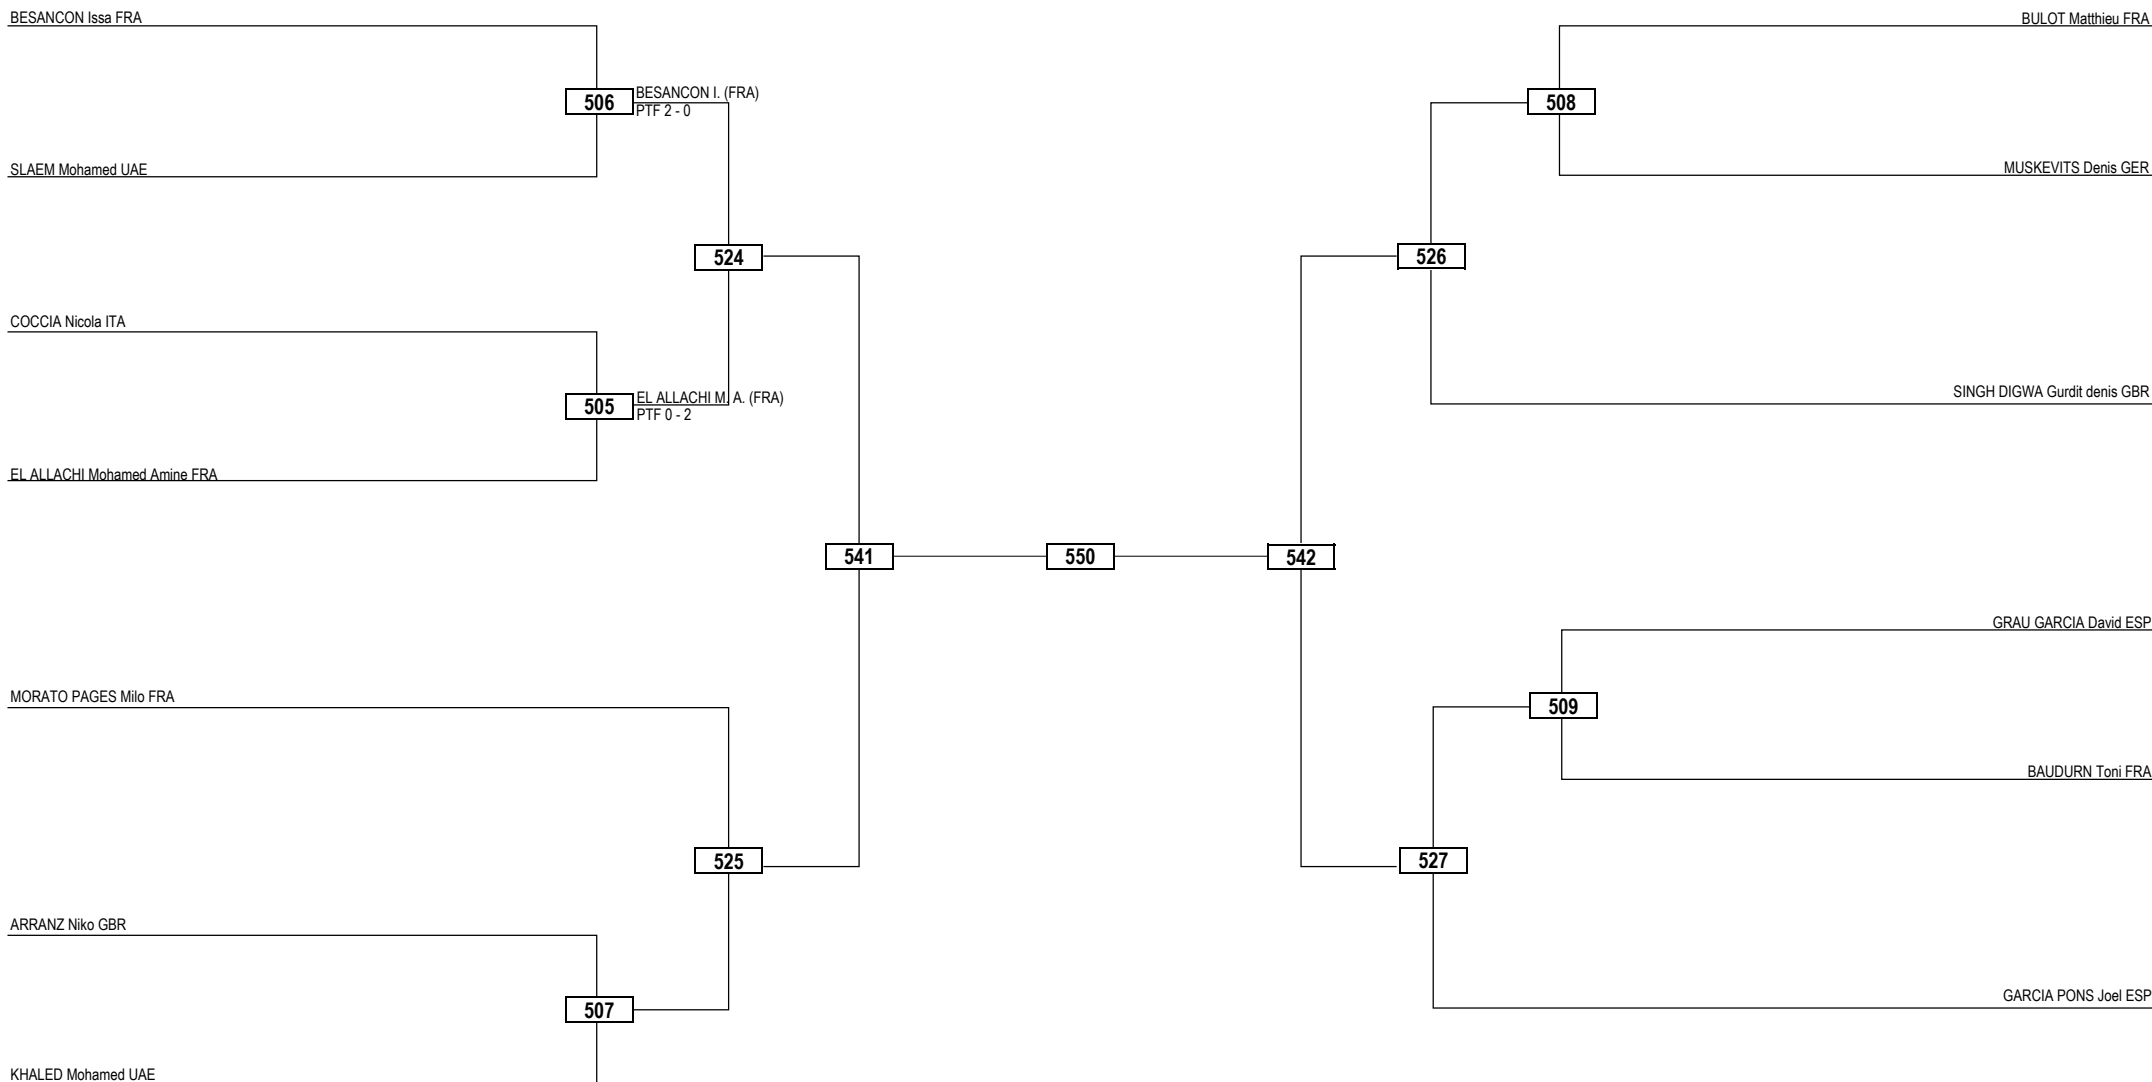 BESANCON Issa FRA
506
BESANCON I. (FRA)
PTF 2 - 0
SLAEM Mohamed UAE
524
COCCIA Nicola ITA
505
EL ALLACHI M. A. (FRA)
PTF 0 - 2
EL ALLACHI Mohamed Amine FRA
541
550
542
MORATO PAGES Milo FRA
525
ARRANZ Niko GBR
507
KHALED Mohamed UAE
BULOT Matthieu FRA
508
MUSKEVITS Denis GER
526
SINGH DIGWA Gurdit denis GBR
GRAU GARCIA David ESP
509
BAUDURN Toni FRA
527
GARCIA PONS Joel ESP